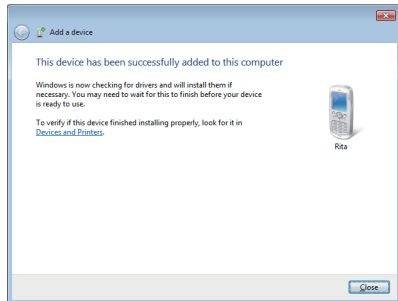 Add a device
This device has been successfully added to this computer
Windows is now checking for drivers and will install them if
necessary. You may need to wait for this to finish before your device
is ready to use.
To verify if this device finished installing properly, look for it in
Devices and Printers.
Rita
Close